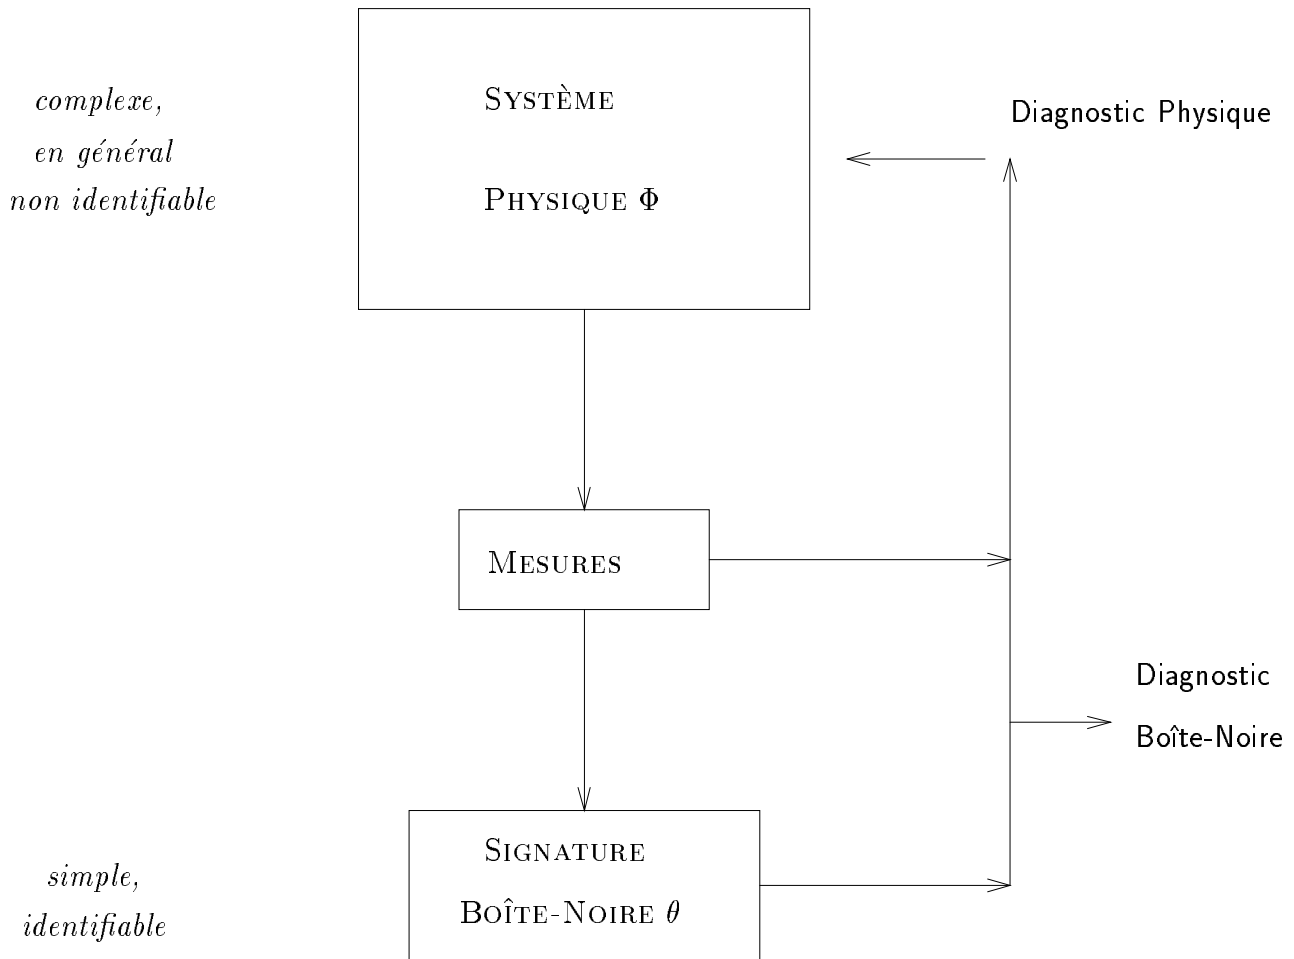 complexe,
en général
non identifiable
Système
Physique Φ
Diagnostic Physique
Mesures
Diagnostic
Boîte-Noire
Signature
Boîte-Noire θ
simple,
identifiable